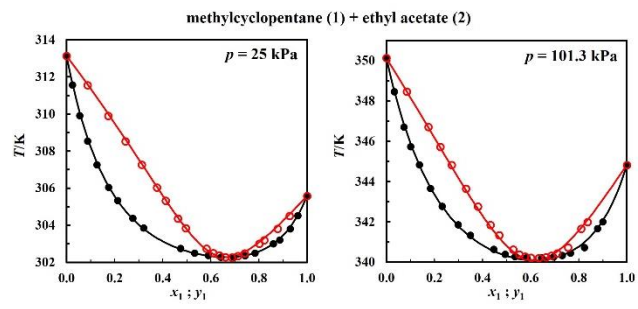 methylcyclopentane (1) + ethyl acetate (2)
p = 25 kPa
T/K
314
312
310
308
306
304
302
0.0 0.2 0.4 0.6 0.8 1.0
x₁ ; y₁
p = 101.3 kPa
T/K
350
348
346
344
342
340
0.0 0.2 0.4 0.6 0.8 1.0
x₁ ; y₁